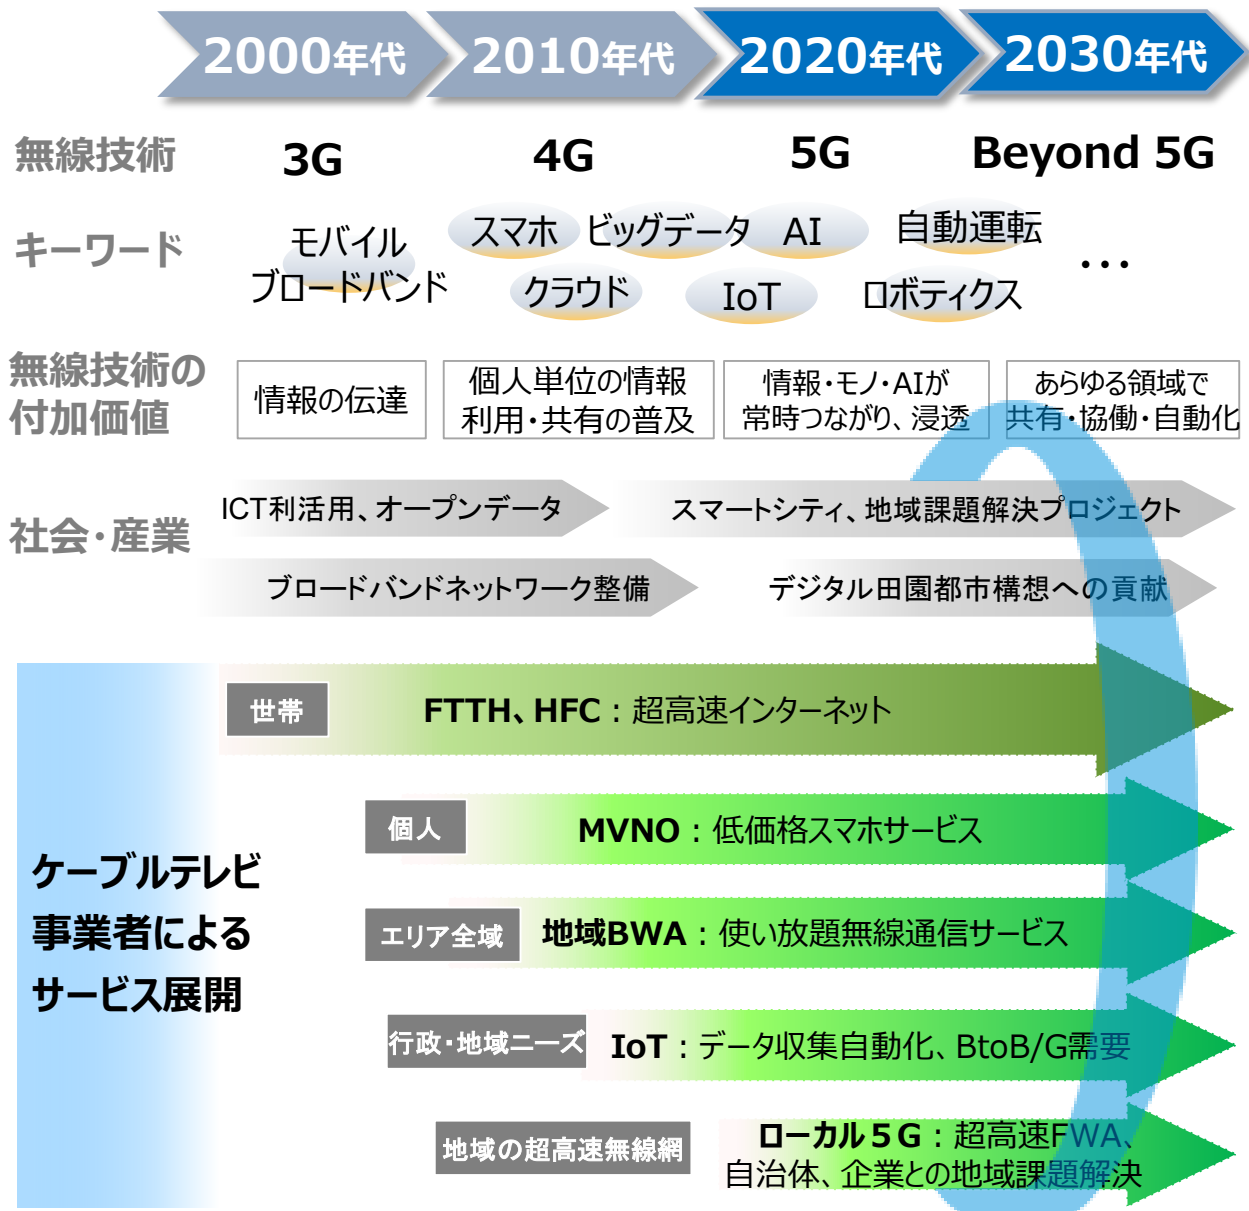 2000年代 2010年代 2020年代 2030年代
無線技術 3G 4G 5G Beyond 5G
キーワード
モバイル
ブロードバンド
スマホ ビッグデータ AI 自動運転
クラウド IoT ロボティクス
…
無線技術の
付加価値
情報の伝達
個人単位の情報
利用・共有の普及
情報・モノ・AIが
常時つながり、浸透
あらゆる領域で
共有・協働・自動化
社会・産業
ICT利活用、オープンデータ
スマートシティ、地域課題解決プロジェクト
ブロードバンドネットワーク整備
デジタル田園都市構想への貢献
ケーブルテレビ
事業者による
サービス展開
世帯 FTTH、HFC：超高速インターネット
個人 MVNO：低価格スマホサービス
エリア全域 地域BWA：使い放題無線通信サービス
行政・地域ニーズ IoT：データ収集自動化、BtoB/G需要
地域の超高速無線網
ローカル５G：超高速FWA、
自治体、企業との地域課題解決